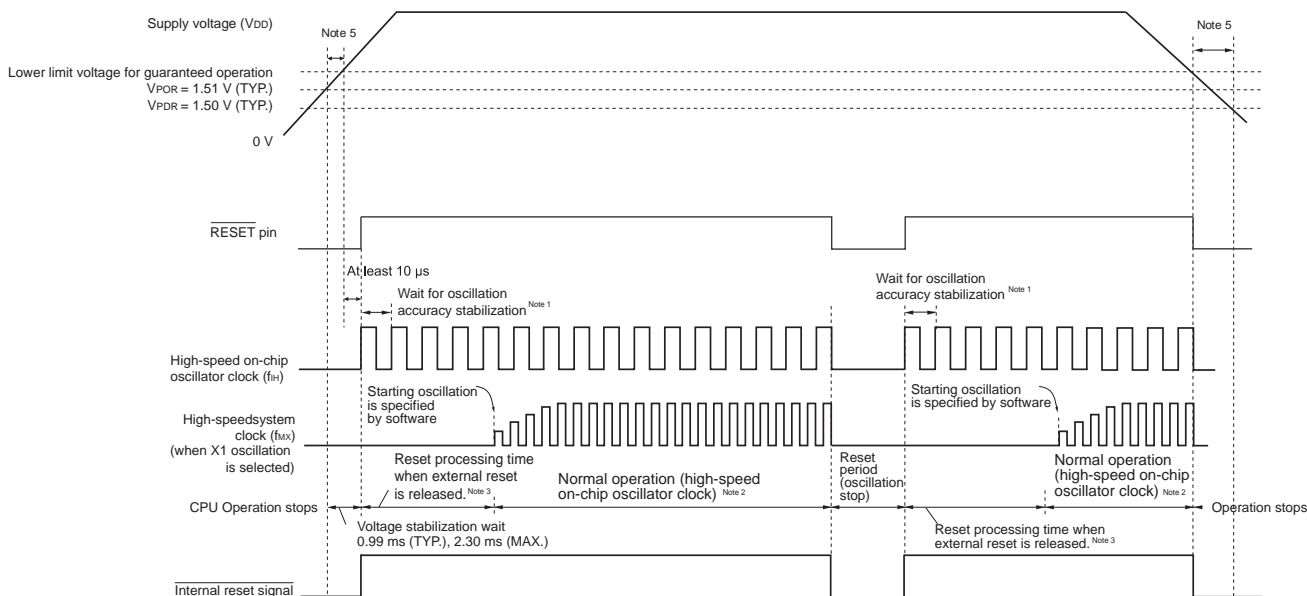 Supply voltage (VDD)
Note 5
Note 5
Lower limit voltage for guaranteed operation
VPOR = 1.51 V (TYP.)
VPDR = 1.50 V (TYP.)
0 V
RESET pin
At least 10 µs
Wait for oscillation
accuracy stabilization Note 1
Wait for oscillation
accuracy stabilization Note 1
High-speed on-chip
oscillator clock (fIH)
Starting oscillation
is specified
by software
Starting oscillation
is specified by software
High-speedsystem
clock (fMX)
(when X1 oscillation
is selected)
Reset processing time
when external reset
is released. Note 3
Normal operation (high-speed
on-chip oscillator clock) Note 2
Reset
period
(oscillation
stop)
Normal operation
(high-speed on-chip
oscillator clock) Note 2
CPU Operation stops
Operation stops
Voltage stabilization wait
0.99 ms (TYP.), 2.30 ms (MAX.)
Reset processing time when
external reset is released. Note 3
Internal reset signal